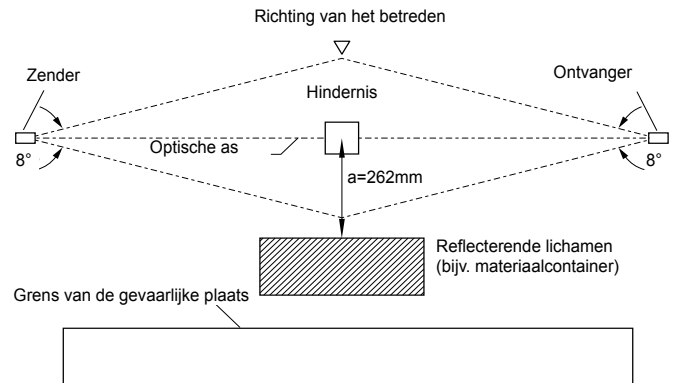 Richting van het betreden
Zender
Ontvanger
Hindernis
Optische as
8°
8°
a=262mm
Reflecterende lichamen
(bijv. materiaalcontainer)
Grens van de gevaarlijke plaats